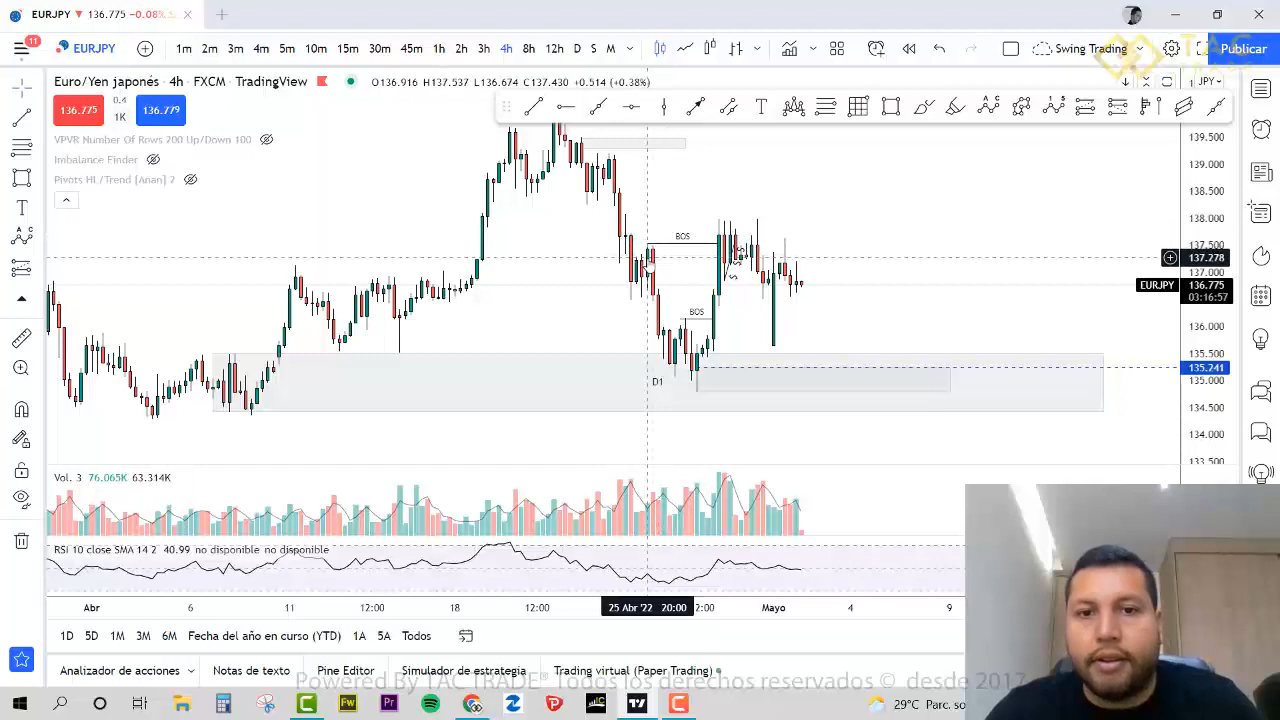 EURJPY ▼ 136.775 −0.08%
11
EURJPY
1m 2m 3m 5m 10m 15m 30m 45m 1h 2h 3h 4h 8h 12h D S M
Swing Trading
Publicar
TAC
Euro/Yen japonés · 4h · FXCM · TradingView
O136.916 H137.537 L136.674 C137.430 +0.514 (+0.38%)
JPY
136.775
0.4
1K
136.779
VPVR Number Of Rows 200 Up/Down 100
Imbalance Finder
Pivots HL/Trend [Anan] 2
139.500
139.000
138.500
138.000
137.500
137.278
137.000
EURJPY
136.775
03:16:57
136.000
135.500
135.241
135.000
134.500
134.000
133.500
BOS
S
S
S
BOS
D1
Vol. 3 76.065K 63.314K
RSI 10 close SMA 14 2 40.99 no disponible no disponible
Abr
6
11
12:00
18
12:00
25 Abr '22 20:00
2:00
Mayo
4
9
1D 5D 1M 3M 6M Fecha del año en curso (YTD) 1A 5A Todos
Analizador de acciones
Notas de texto
Pine Editor
Simulador de estrategia
Trading virtual (Paper Trading)
Powered By TAC TRADE® Todos los derechos reservados © desde 2017
Fw
Pr
29°C Parc. so